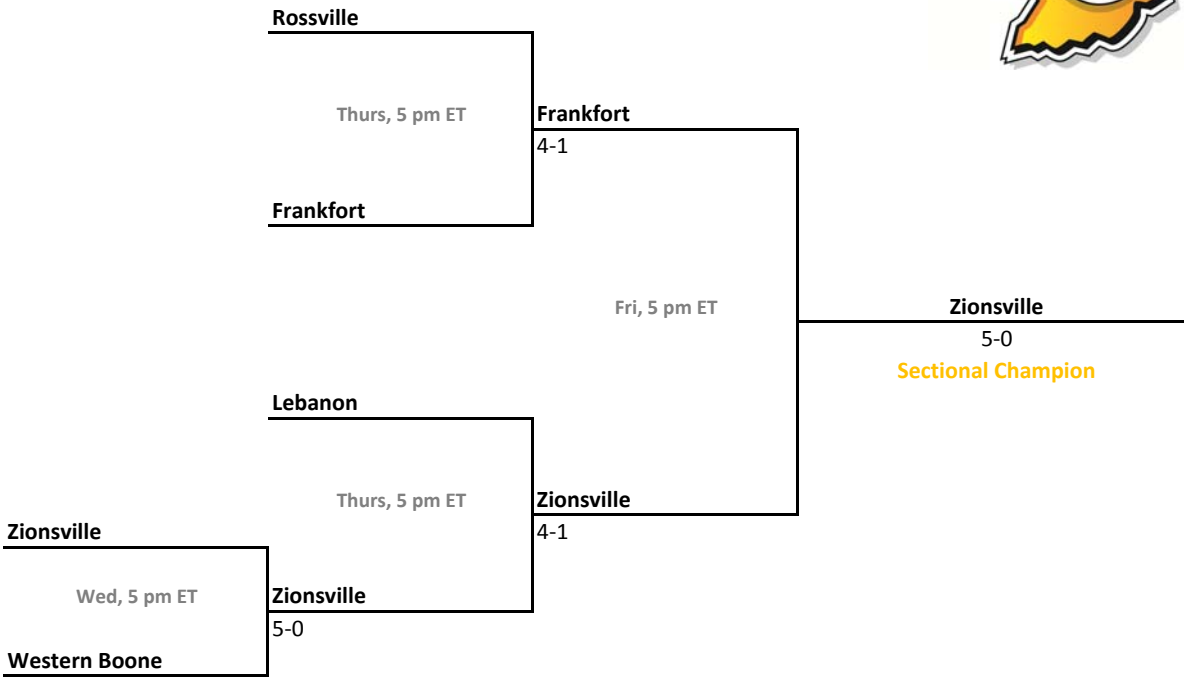 Rossville
Thurs, 5 pm ET
Frankfort
4-1
Frankfort
Fri, 5 pm ET
Zionsville
5-0
Sectional Champion
Lebanon
Thurs, 5 pm ET
Zionsville
4-1
Zionsville
Wed, 5 pm ET
Zionsville
5-0
Western Boone